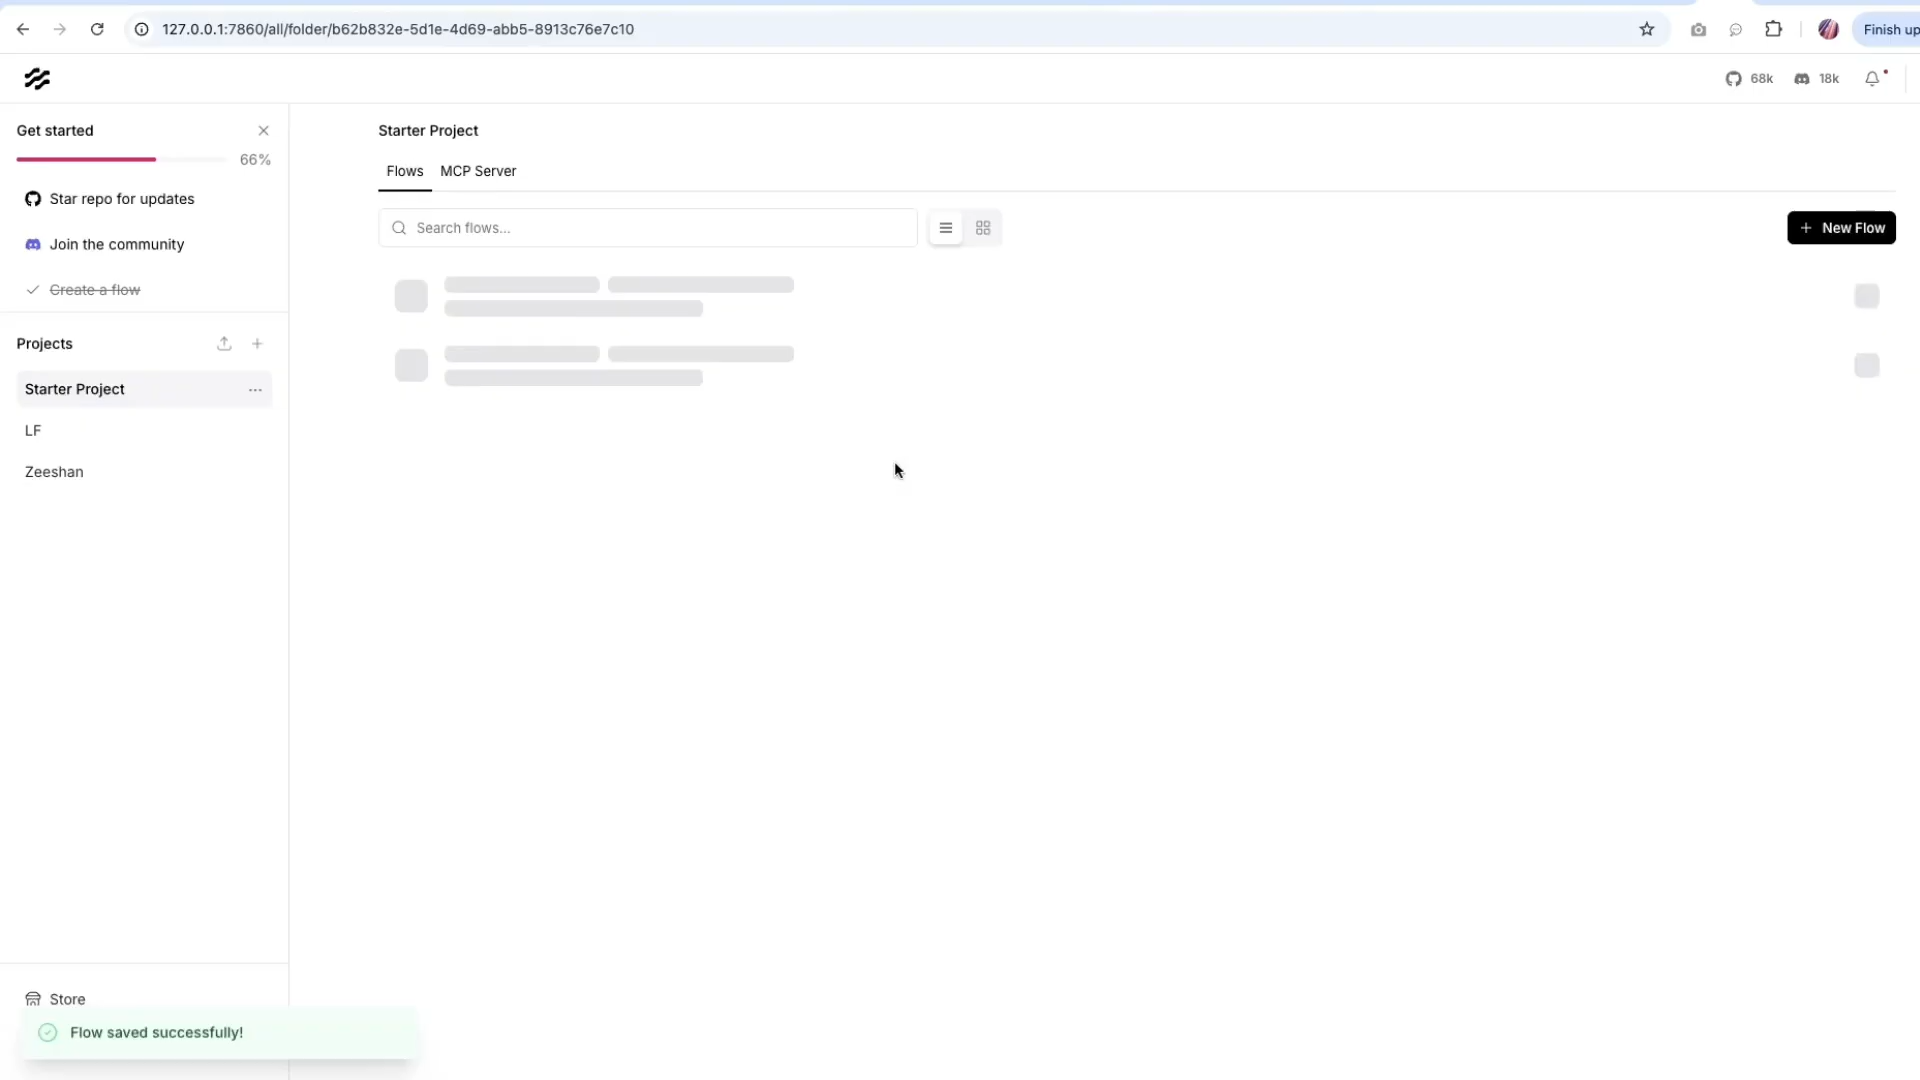 127.0.0.1:7860/all/folder/b62b832e-5d1e-4d69-abb5-8913c76e7c10
Finish up
68k
18k
Get started
66%
Star repo for updates
Join the community
Create a flow
Projects
Starter Project
LF
Zeeshan
Store
Flow saved successfully!
Starter Project
Flows
MCP Server
Search flows...
New Flow